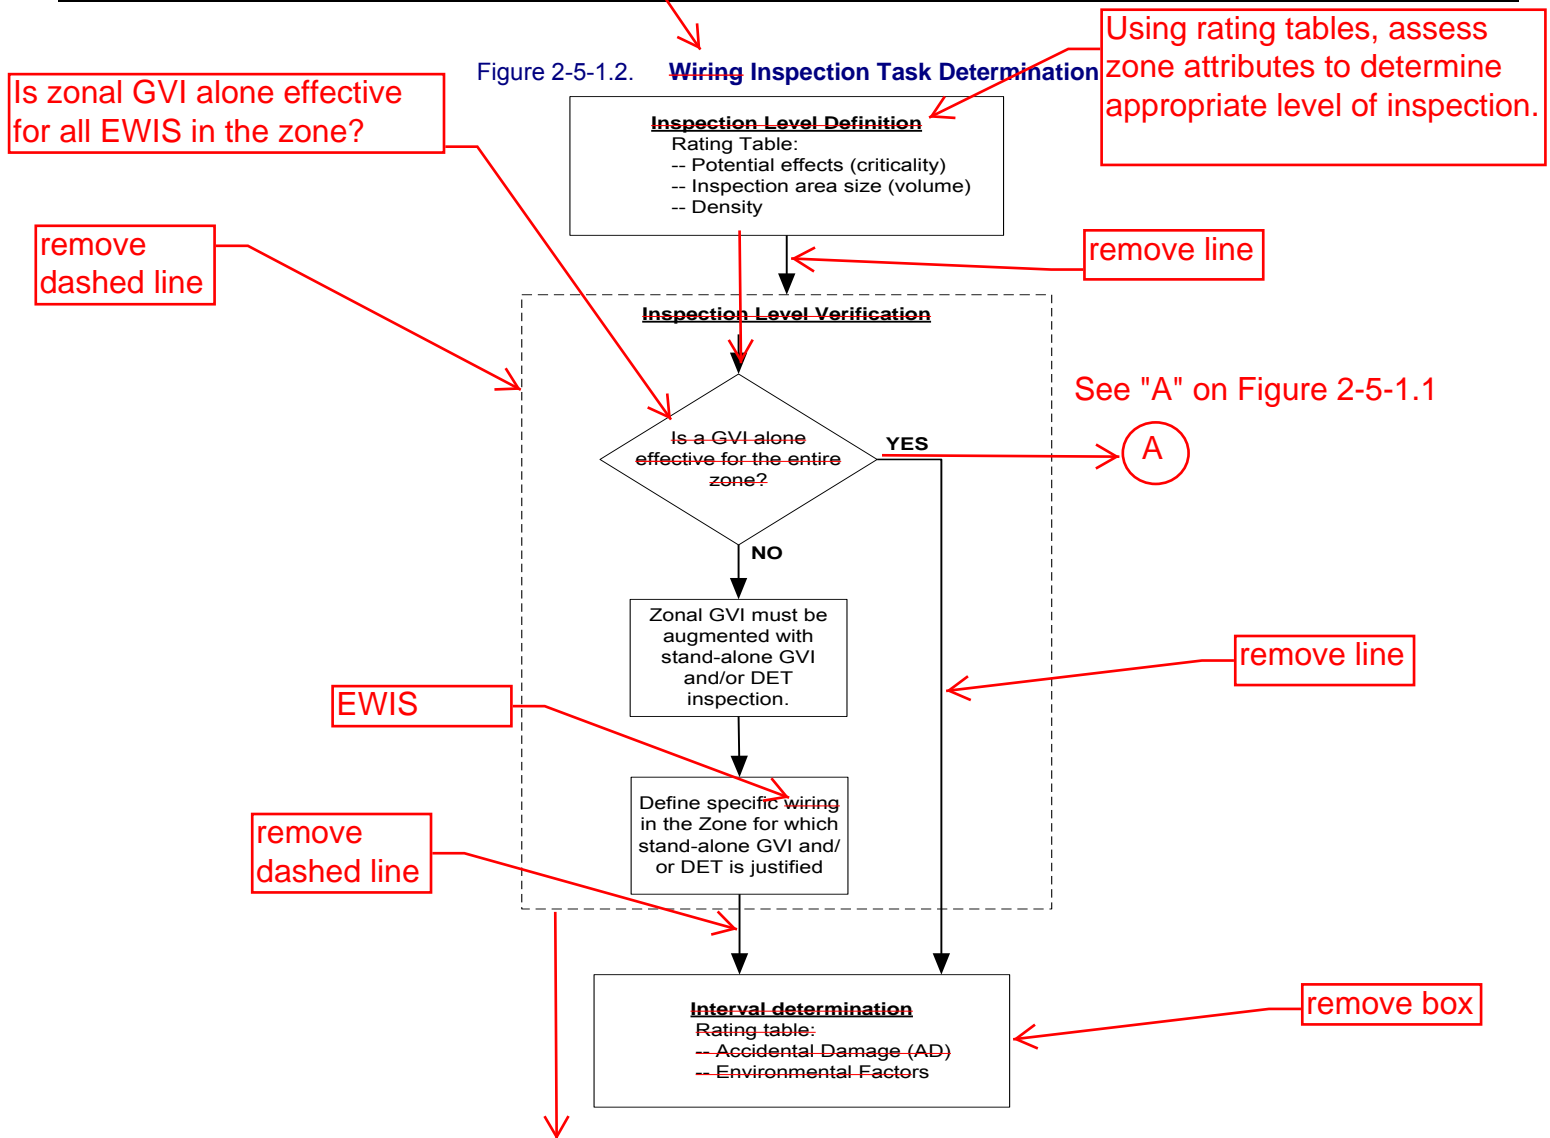 Using rating tables, assess
zone attributes to determine
appropriate level of inspection.
Figure 2-5-1.2. Wiring Inspection Task Determination
Is zonal GVI alone effective
for all EWIS in the zone?
Inspection Level Definition
Rating Table:
-- Potential effects (criticality)
-- Inspection area size (volume)
-- Density
remove
dashed line
remove line
Inspection Level Verification
See "A" on Figure 2-5-1.1
Is a GVI alone
effective for the entire
zone?
YES
A
NO
Zonal GVI must be
augmented with
stand-alone GVI
and/or DET
inspection.
remove line
EWIS
Define specific wiring
in the Zone for which
stand-alone GVI and/
or DET is justified
remove
dashed line
Interval determination
Rating table:
-- Accidental Damage (AD)
-- Environmental Factors
remove box